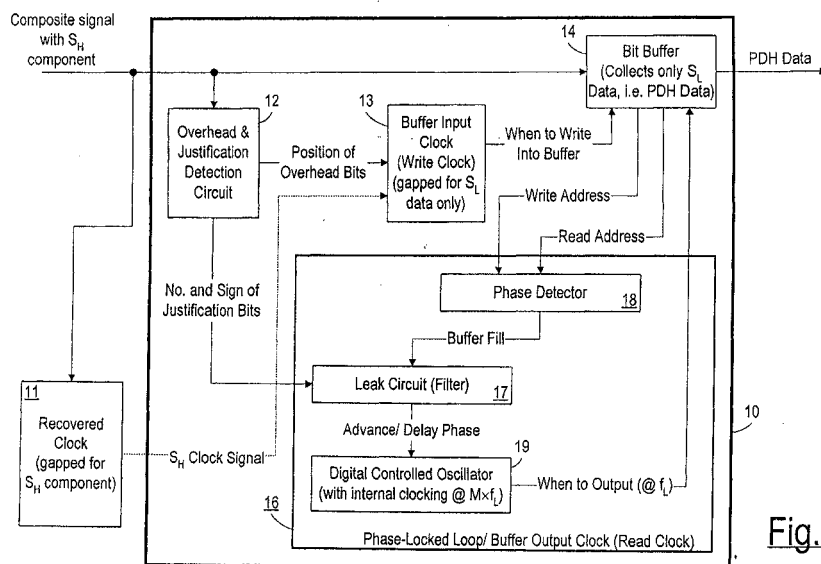 Composite signal
with S_H
component
14
Bit Buffer
(Collects only S_L
Data, i.e. PDH Data)
PDH Data
12
Overhead &
Justification
Detection
Circuit
Position of
Overhead Bits
13
Buffer Input
Clock
(Write Clock)
(gapped for S_L
data only)
When to Write
Into Buffer
Write Address
Read Address
No. and Sign of
Justification Bits
Phase Detector
18
Buffer Fill
Leak Circuit (Filter)
17
11
Recovered
Clock
(gapped for
S_H component)
S_H Clock Signal
Advance/ Delay Phase
10
19
Digital Controlled Oscillator
(with internal clocking @ M×f_L)
When to Output (@ f_L)
16
Phase-Locked Loop/ Buffer Output Clock (Read Clock)
Fig.